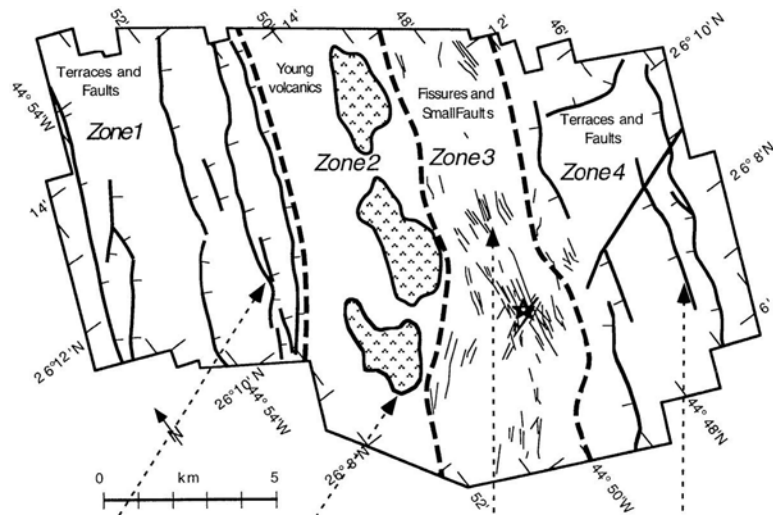 52'
50'
14'
48'
12'
46'
26° 10'N
44° 54'W
Terraces and
Faults
Zone1
Young
volcanics
Zone2
Fissures and
SmallFaults
Zone3
Terraces and
Faults
Zone4
26° 8'N
14'
6'
26°12'N
26°10'N
44° 54'W
N
44° 48'N
0 km 5
26°8'N
52'
44° 50'W